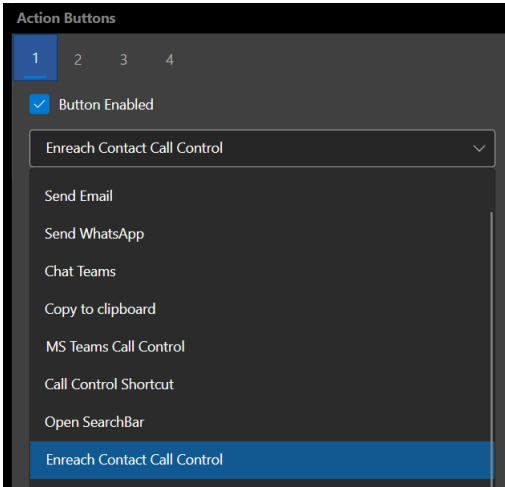 Action Buttons
1 2 3 4
Button Enabled
Enreach Contact Call Control
Send Email
Send WhatsApp
Chat Teams
Copy to clipboard
MS Teams Call Control
Call Control Shortcut
Open SearchBar
Enreach Contact Call Control